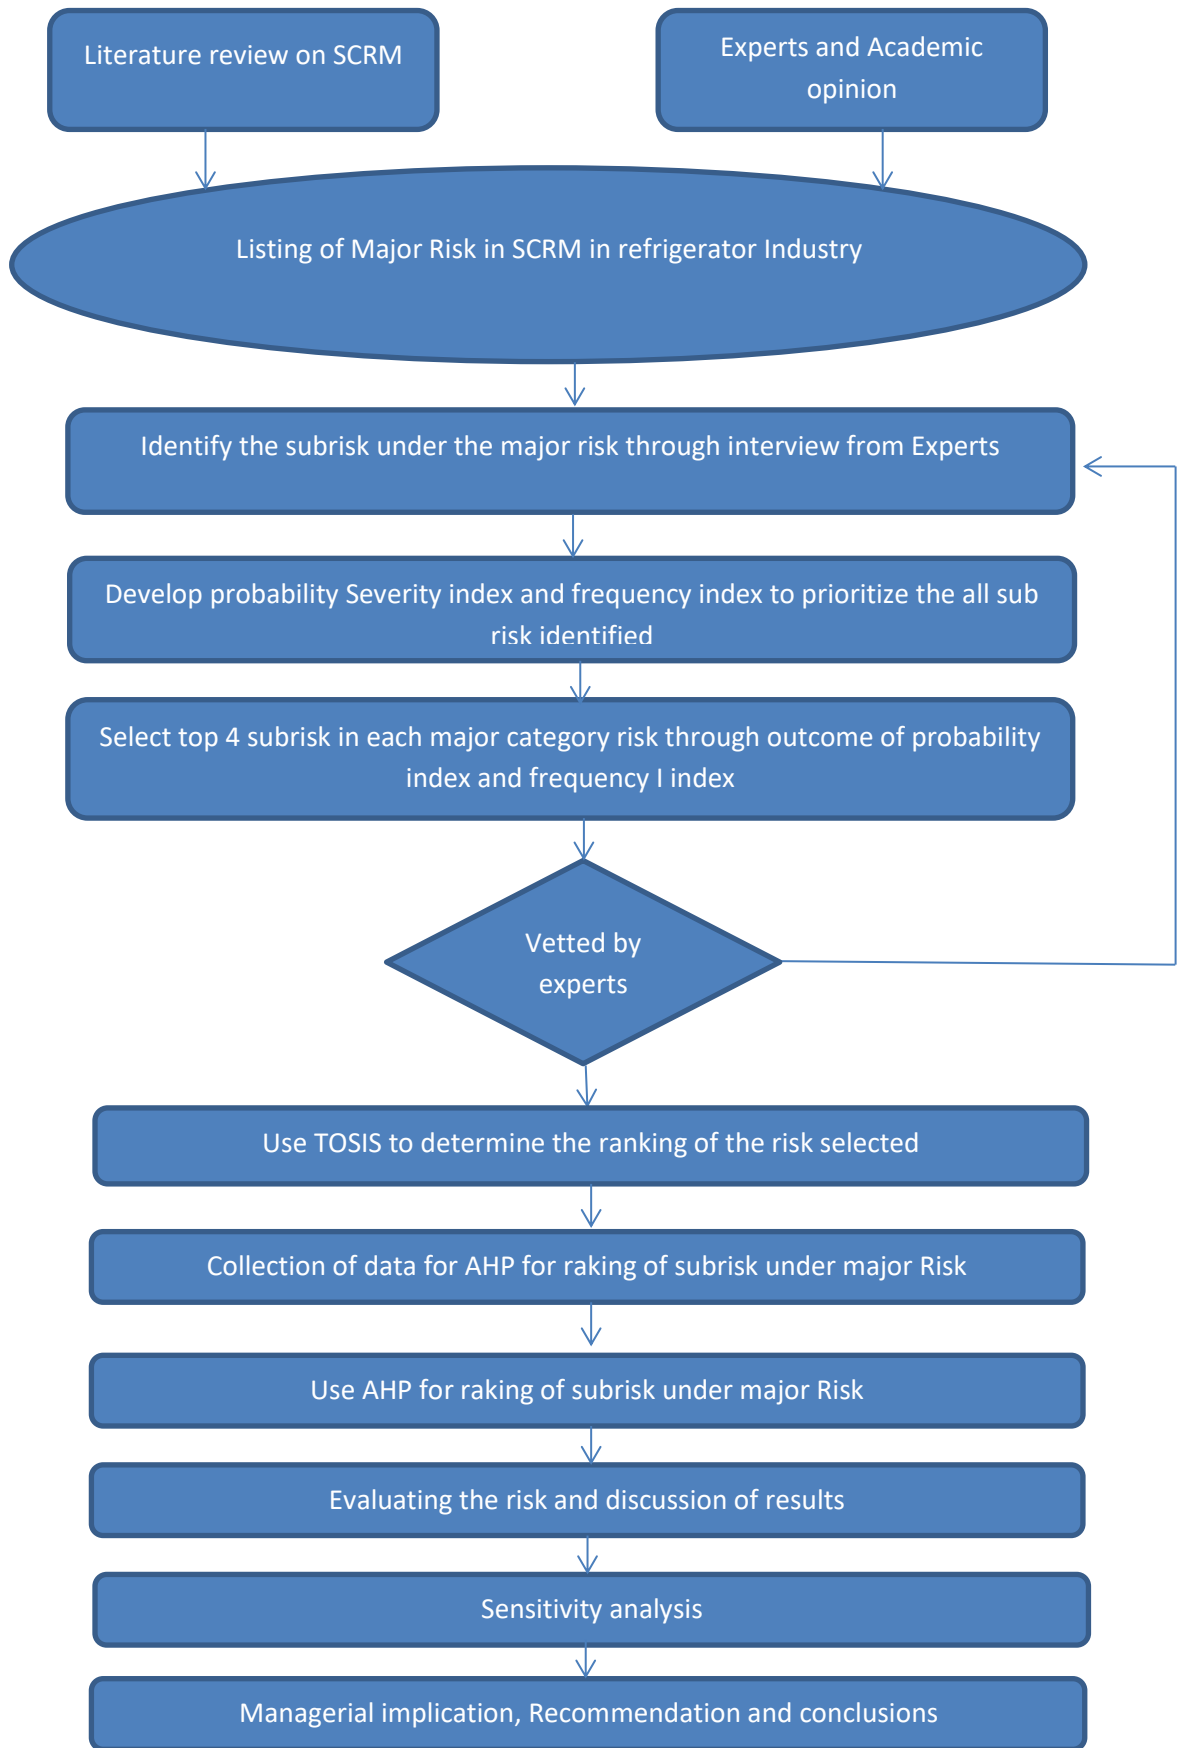 Literature review on SCRM
Experts and Academic
opinion
Listing of Major Risk in SCRM in refrigerator Industry
Identify the subrisk under the major risk through interview from Experts
Develop probability Severity index and frequency index to prioritize the all sub
risk identified
Select top 4 subrisk in each major category risk through outcome of probability
index and frequency I index
Vetted by
experts
Use TOSIS to determine the ranking of the risk selected
Collection of data for AHP for raking of subrisk under major Risk
Use AHP for raking of subrisk under major Risk
Evaluating the risk and discussion of results
Sensitivity analysis
Managerial implication, Recommendation and conclusions